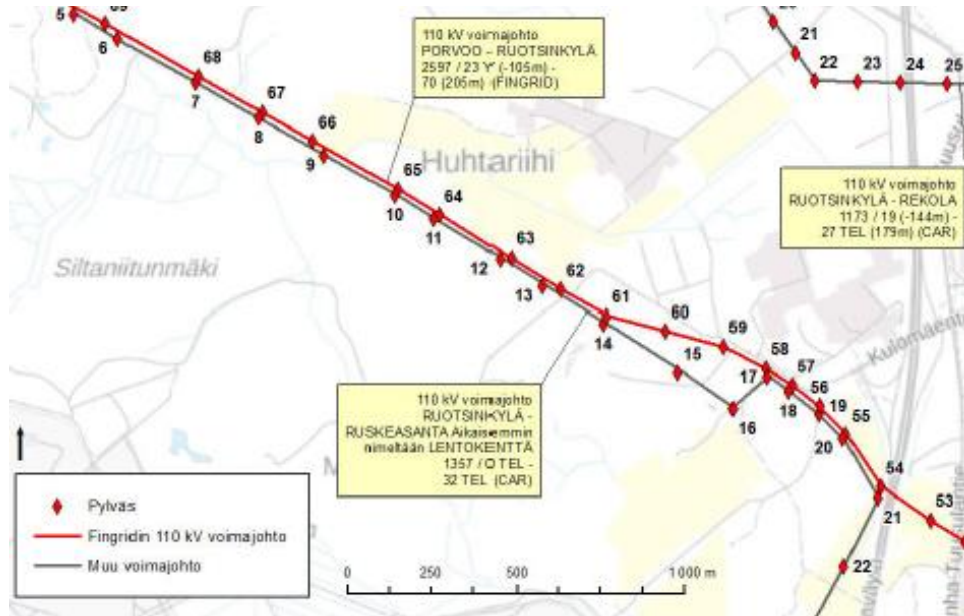 5
69
6
68
7
67
8
66
9
65
10
64
11
63
12
62
13
61
14
60
15
59
16
58
17
57
18
56
19
55
20
54
21
53
22
21
22
23
24
25
110 kV voimajohto
PORVOO - RUOTSINKYLÄ
2597 / 23 Y (-105m) -
70 (205m) (FINGRID)
Huhtariihi
110 kV voimajohto
RUOTSINKYLÄ - REKOLA
1173 / 19 (-144m) -
27 TEL (179m) (CAR)
Siltaniitunmäki
110 kV voimajohto
RUOTSINKYLÄ -
RUSKEASANTA Aikaisemmin
nimeltään LENTOKENTTÄ
1357 / 0 TEL -
32 TEL (CAR)
Pylväs
Fingridin 110 kV voimajohto
Muu voimajohto
0 250 500 1 000 m